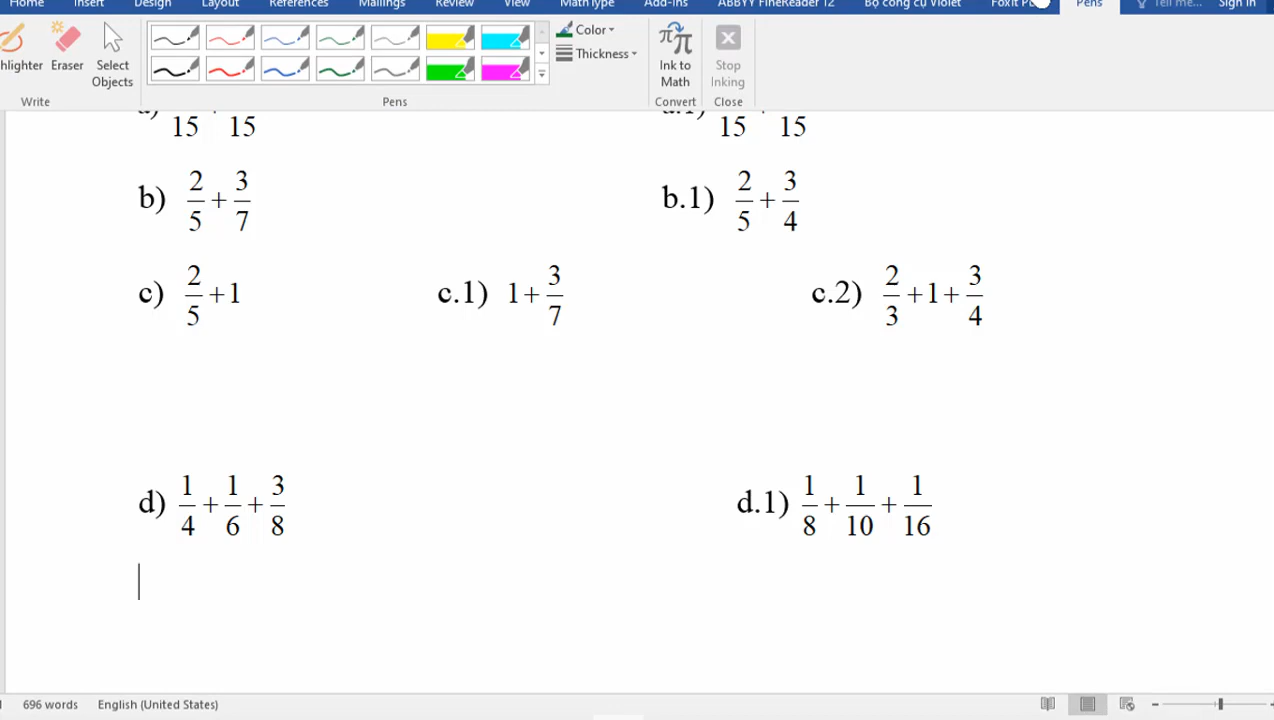 Home Insert Design Layout References Mailings Review View MathType Add-ins ABBYY FineReader 12 Bộ công cụ Violet Foxit Pens Tell me... Sign in
Eraser Select Objects Color Thickness Ink to Math Stop Inking
Write Pens Convert Close
15 + 15 15 + 15
b) 2/5 + 3/7 b.1) 2/5 + 3/4
c) 2/5 + 1 c.1) 1 + 3/7 c.2) 2/3 + 1 + 3/4
d) 1/4 + 1/6 + 3/8 d.1) 1/8 + 1/10 + 1/16
696 words English (United States)